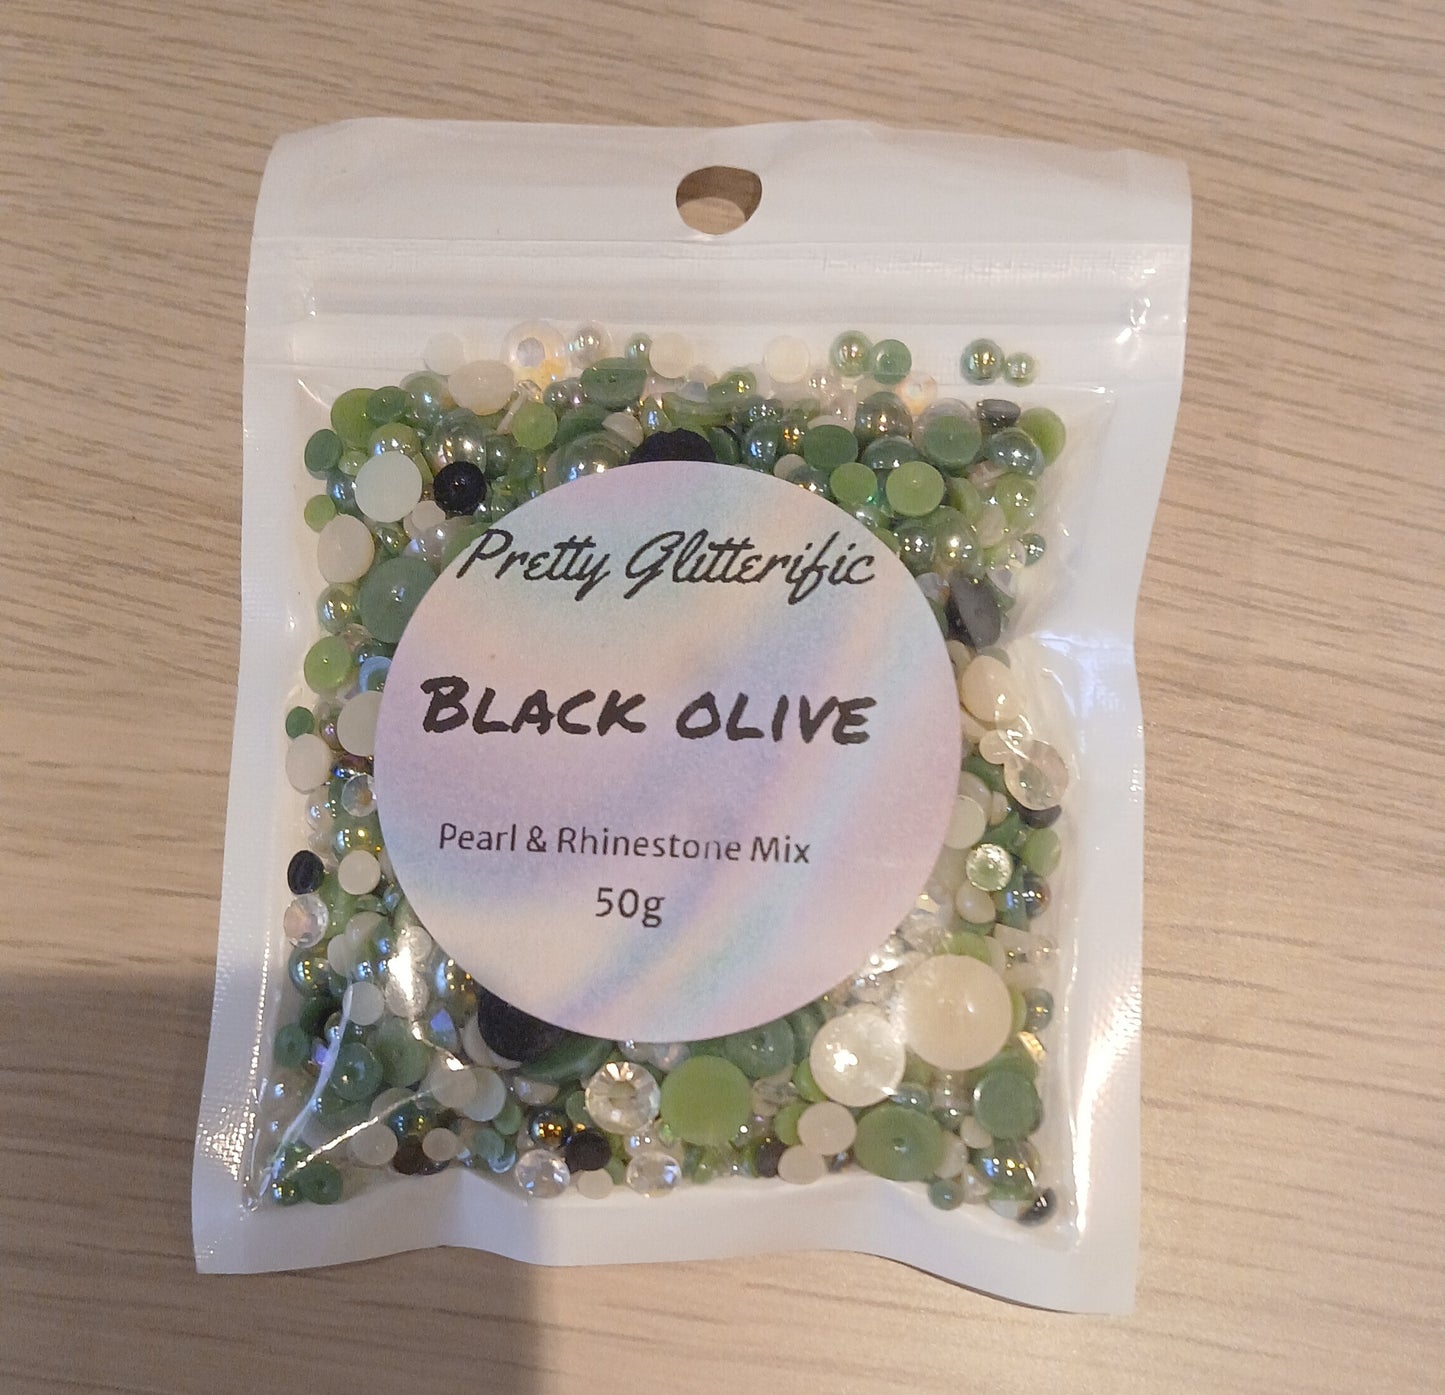 Pretty Glitterific
BLACK OLIVE
Pearl & Rhinestone Mix
50g